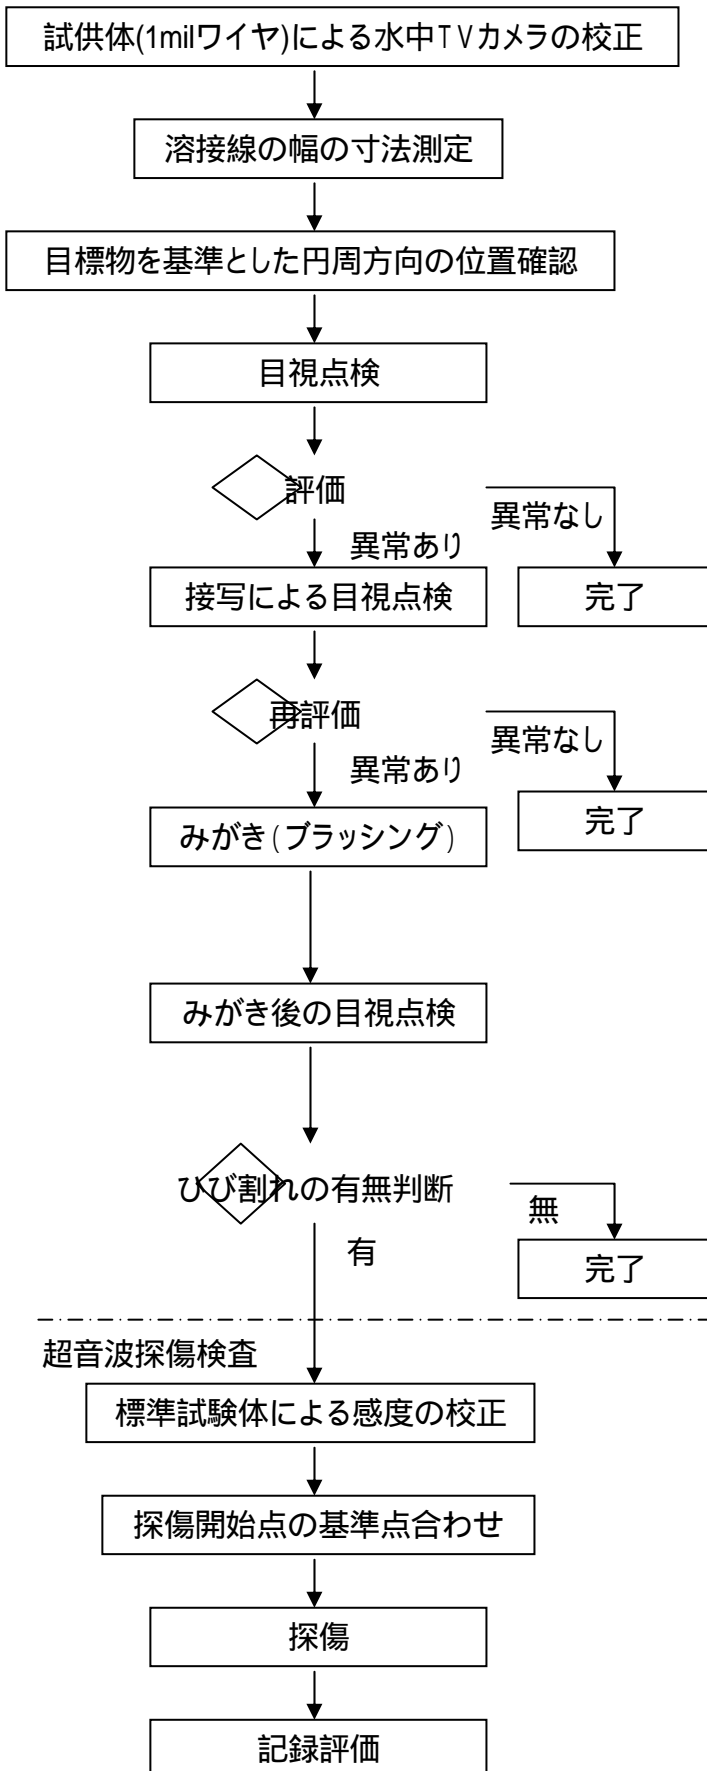 試供体(1milワイヤ)による水中TVカメラの校正
溶接線の幅の寸法測定
目標物を基準とした円周方向の位置確認
目視点検
評価
異常なし
異常あり
接写による目視点検
完了
再評価
異常なし
異常あり
完了
みがき(ブラッシング)
みがき後の目視点検
ひび割れの有無判断
無
有
完了
超音波探傷検査
標準試験体による感度の校正
探傷開始点の基準点合わせ
探傷
記録評価